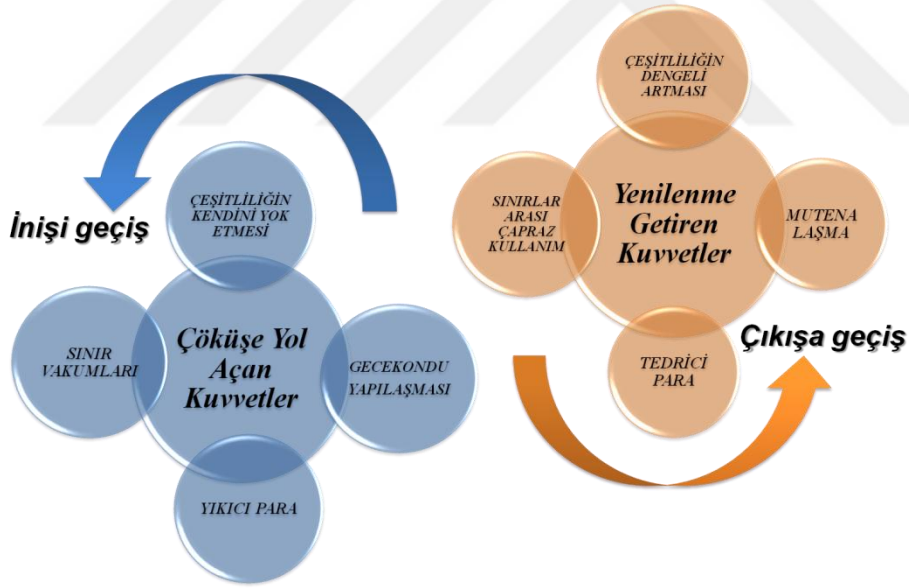 İnişi geçiş
ÇEŞİTLİLİĞİN
KENDİNİ YOK
ETMESİ
SINIR
VAKUMLARI
Çöküşe Yol
Açan
Kuvvetler
GECEKONDU
YAPILAŞMASI
YIKICI PARA
ÇEŞİTLİLİĞİN
DENGELİ
ARTMASI
SINIRLAR
ARASI
ÇAPRAZ
KULLANIM
Yenilenme
Getiren
Kuvvetler
MUTENA
LAŞMA
TEDRİCİ
PARA
Çıkışa geçiş